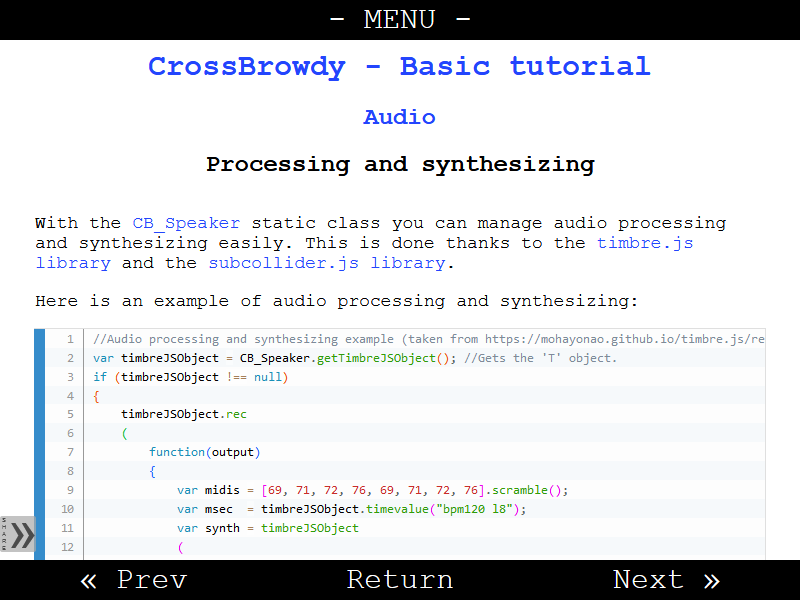 - MENU -
CrossBrowdy - Basic tutorial
Audio
Processing and synthesizing
With the CB_Speaker static class you can manage audio processing
and synthesizing easily. This is done thanks to the timbre.js
library and the subcollider.js library.
Here is an example of audio processing and synthesizing:
1 //Audio processing and synthesizing example (taken from https://mohayonao.github.io/timbre.js/re
2 var timbreJSObject = CB_Speaker.getTimbreJSObject(); //Gets the 'T' object.
3 if (timbreJSObject !== null)
4 {
5 timbreJSObject.rec
6 (
7 function(output)
8 {
9 var midis = [69, 71, 72, 76, 69, 71, 72, 76].scramble();
10 var msec  = timbreJSObject.timevalue("bpm120 l8");
11 var synth = timbreJSObject
12 (
SHARE »
« Prev Return Next »